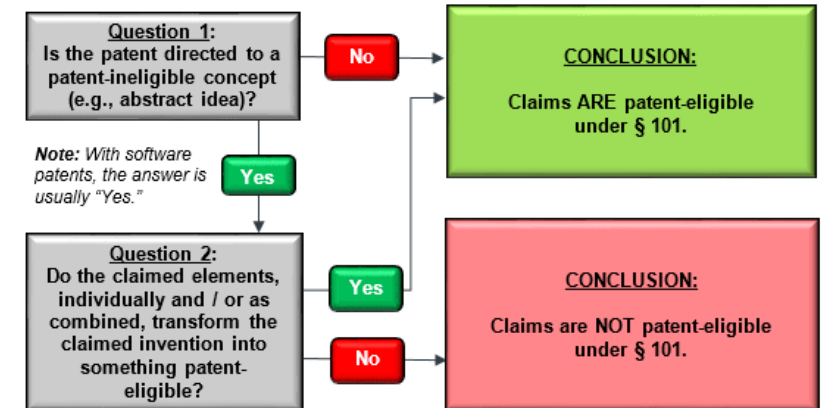 Question 1:
Is the patent directed to a
patent-ineligible concept
(e.g., abstract idea)?
No
CONCLUSION:
Claims ARE patent-eligible
under § 101.
Note: With software
patents, the answer is
usually “Yes.”
Yes
Question 2:
Do the claimed elements,
individually and / or as
combined, transform the
claimed invention into
something patent-
eligible?
Yes
No
CONCLUSION:
Claims are NOT patent-eligible
under § 101.